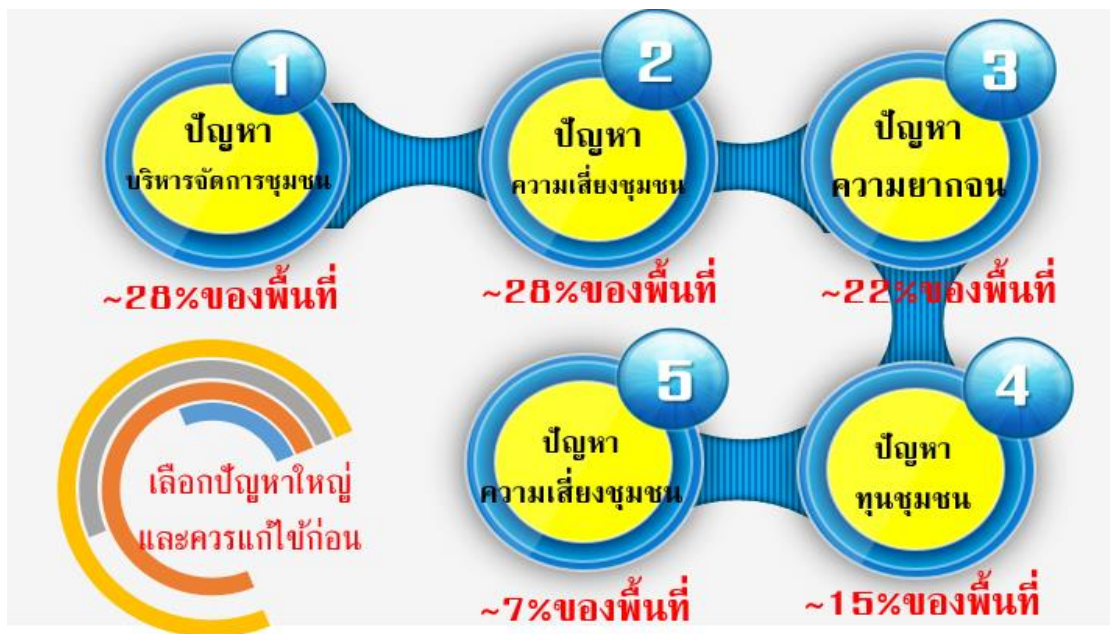 1
ปัญหา
บริหารจัดการชุมชน
~28%ของพื้นที่
2
ปัญหา
ความเสี่ยงชุมชน
~28%ของพื้นที่
3
ปัญหา
ความยากจน
~22%ของพื้นที่
4
ปัญหา
ทุนชุมชน
~15%ของพื้นที่
5
ปัญหา
ความเสี่ยงชุมชน
~7%ของพื้นที่
เลือกปัญหาใหญ่
และควรแก้ไข้ก่อน